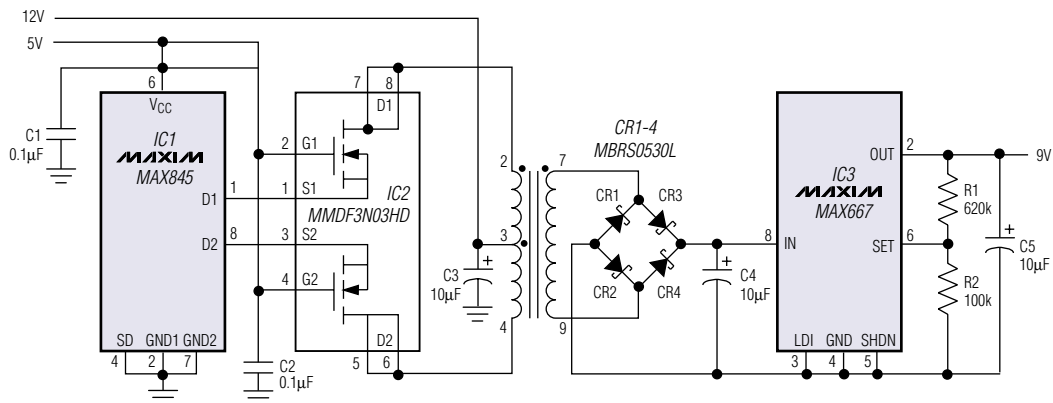 12V
5V
C1
0.1µF
6
VCC
IC1
MAXIM
MAX845
D1
1
D2
8
SD
GND1
GND2
4
2
7
C2
0.1µF
7
8
D1
2
G1
1
S1
IC2
MMDF3N03HD
3
S2
4
G2
D2
5
6
C3
10µF
+
2
3
4
7
9
CR1-4
MBRS0530L
CR1
CR3
CR2
CR4
+
C4
10µF
8
IN
IC3
MAXIM
MAX667
OUT
2
SET
6
LDI
GND
SHDN
3
4
5
R1
620k
R2
100k
9V
+
C5
10µF